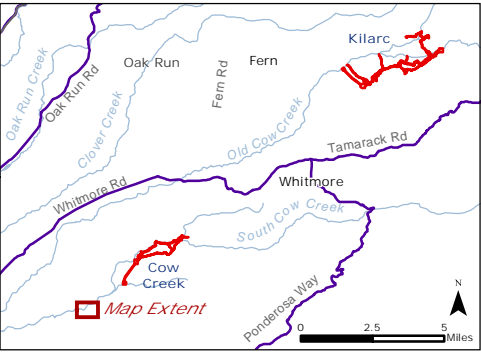 Kilarc
Oak Run
Fern
Fern Rd
Oak Run Creek
Oak Run Rd
Clover Creek
Old Cow Creek
Tamarack Rd
Whitmore
Whitmore Rd
South Cow Creek
Cow
Creek
Map Extent
Ponderosa Way
N
0 2.5 5
Miles